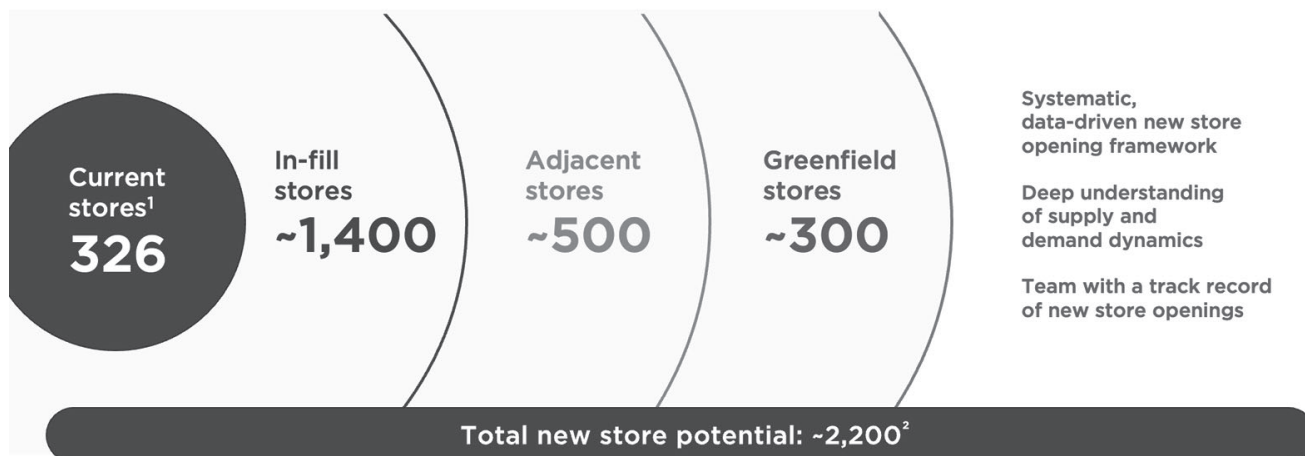 Current
stores¹
326
In-fill
stores
~1,400
Adjacent
stores
~500
Greenfield
stores
~300
Systematic,
data-driven new store
opening framework
Deep understanding
of supply and
demand dynamics
Team with a track record
of new store openings
Total new store potential: ~2,200²